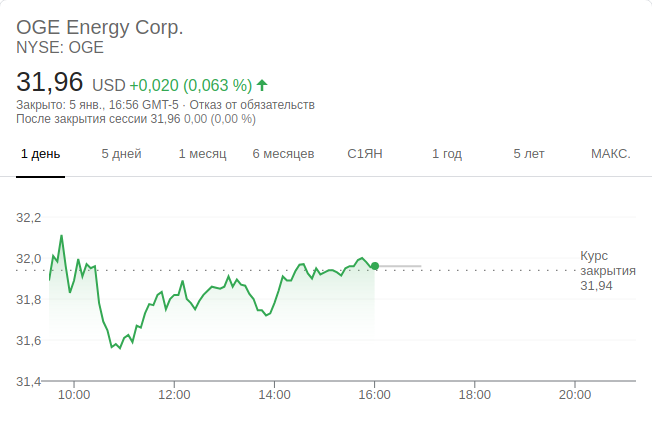 OGE Energy Corp.
NYSE: OGE
31,96 USD +0,020 (0,063 %)
Закрыто: 5 янв., 16:56 GMT-5 · Отказ от обязательств
После закрытия сессии 31,96 0,00 (0,00 %)
1 день 5 дней 1 месяц 6 месяцев С1ЯН 1 год 5 лет МАКС.
32,2
32,0
31,8
31,6
31,4
Курс
закрытия
31,94
10:00 12:00 14:00 16:00 18:00 20:00